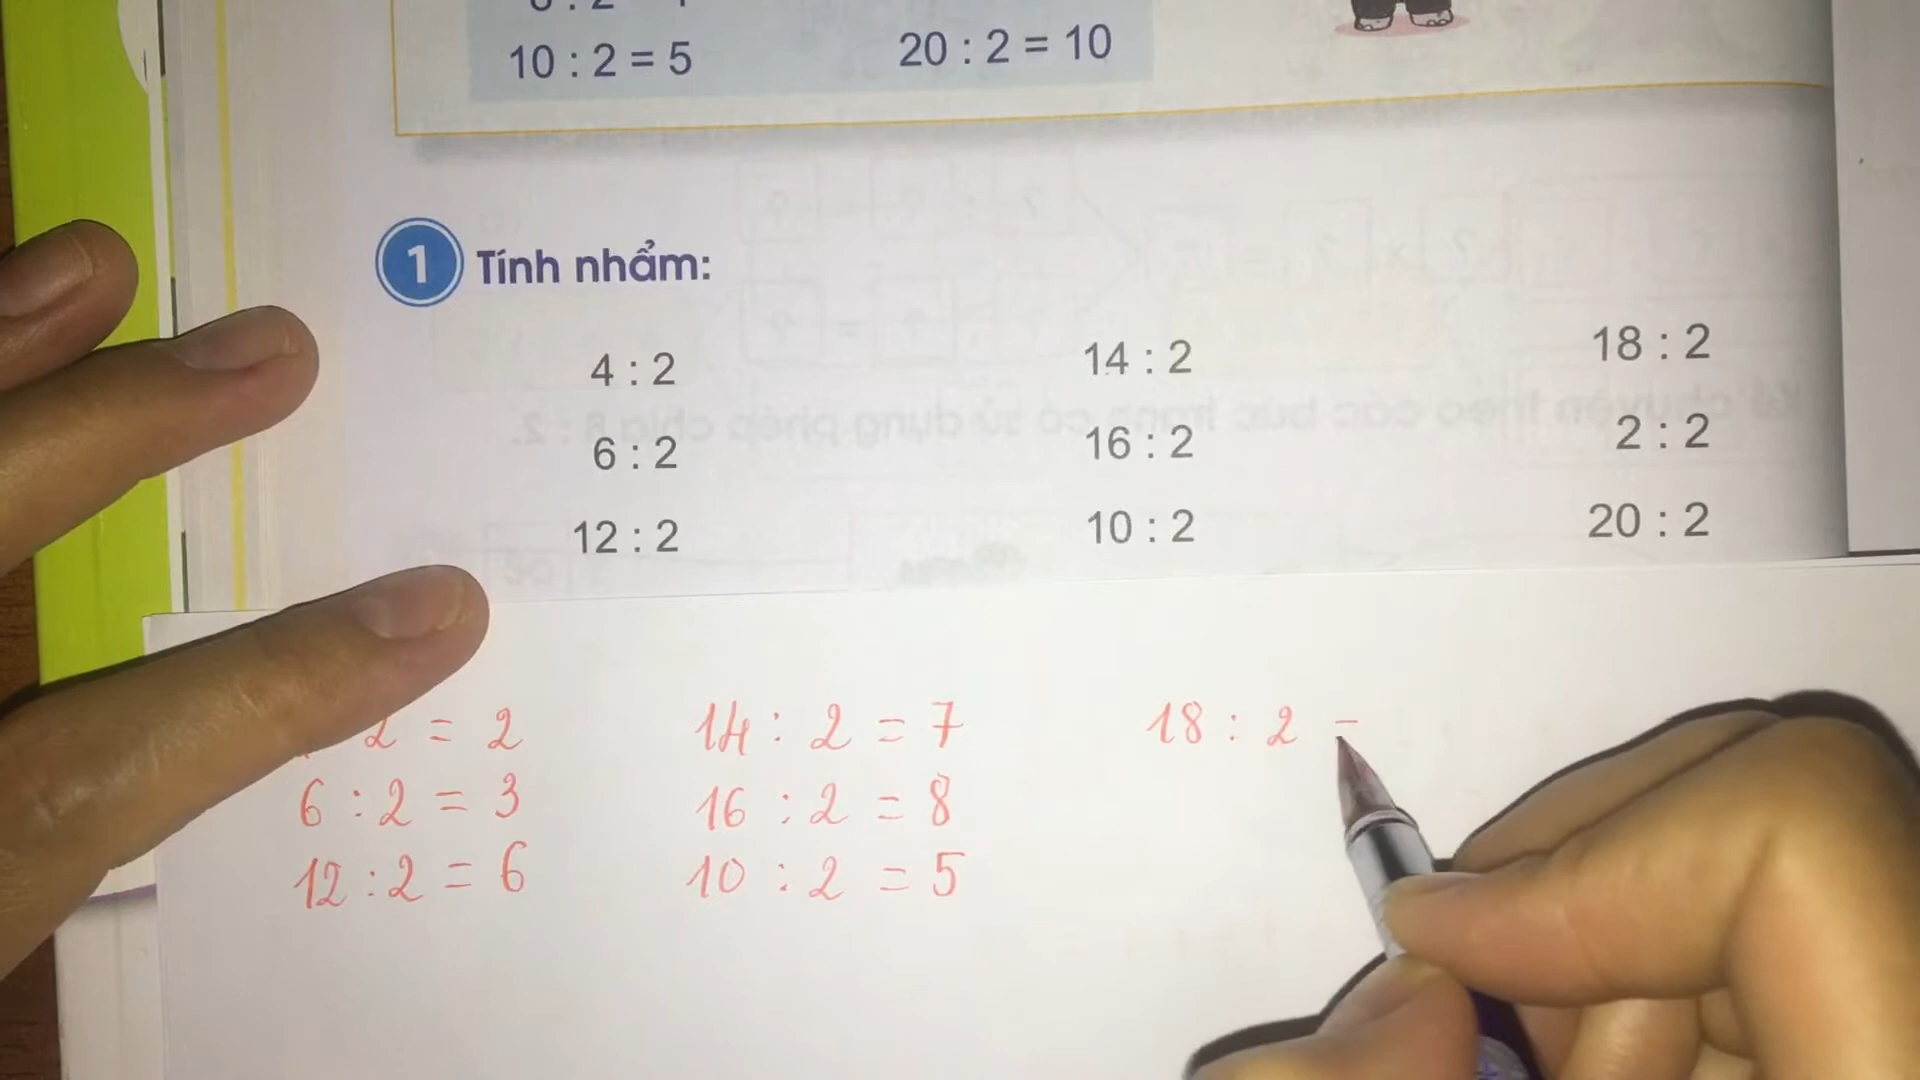 10 : 2 = 5
20 : 2 = 10
1 Tính nhẩm:
4 : 2
14 : 2
18 : 2
6 : 2
16 : 2
2 : 2
12 : 2
10 : 2
20 : 2
2 = 2
14 : 2 = 7
18 : 2 =
6 : 2 = 3
16 : 2 = 8
12 : 2 = 6
10 : 2 = 5